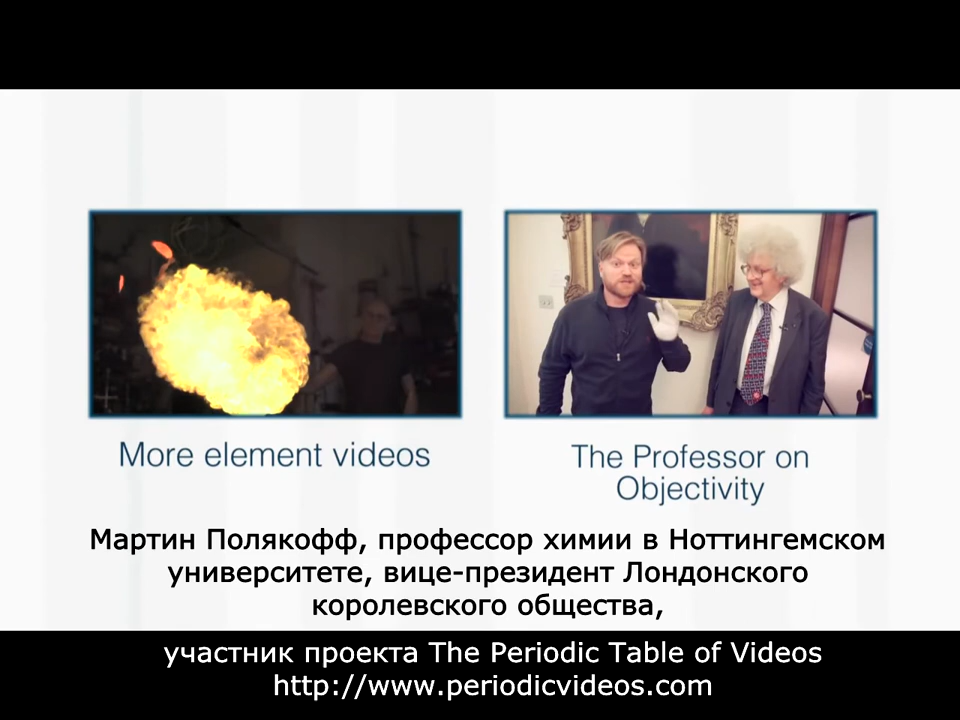 More element videos
The Professor on
Objectivity
Мартин Полякофф, профессор химии в Ноттингемском
университете, вице-президент Лондонского
королевского общества,
участник проекта The Periodic Table of Videos
http://www.periodicvideos.com